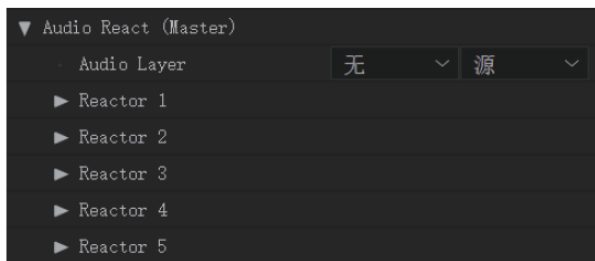 Audio React (Master)
Audio Layer 无 源
Reactor 1
Reactor 2
Reactor 3
Reactor 4
Reactor 5